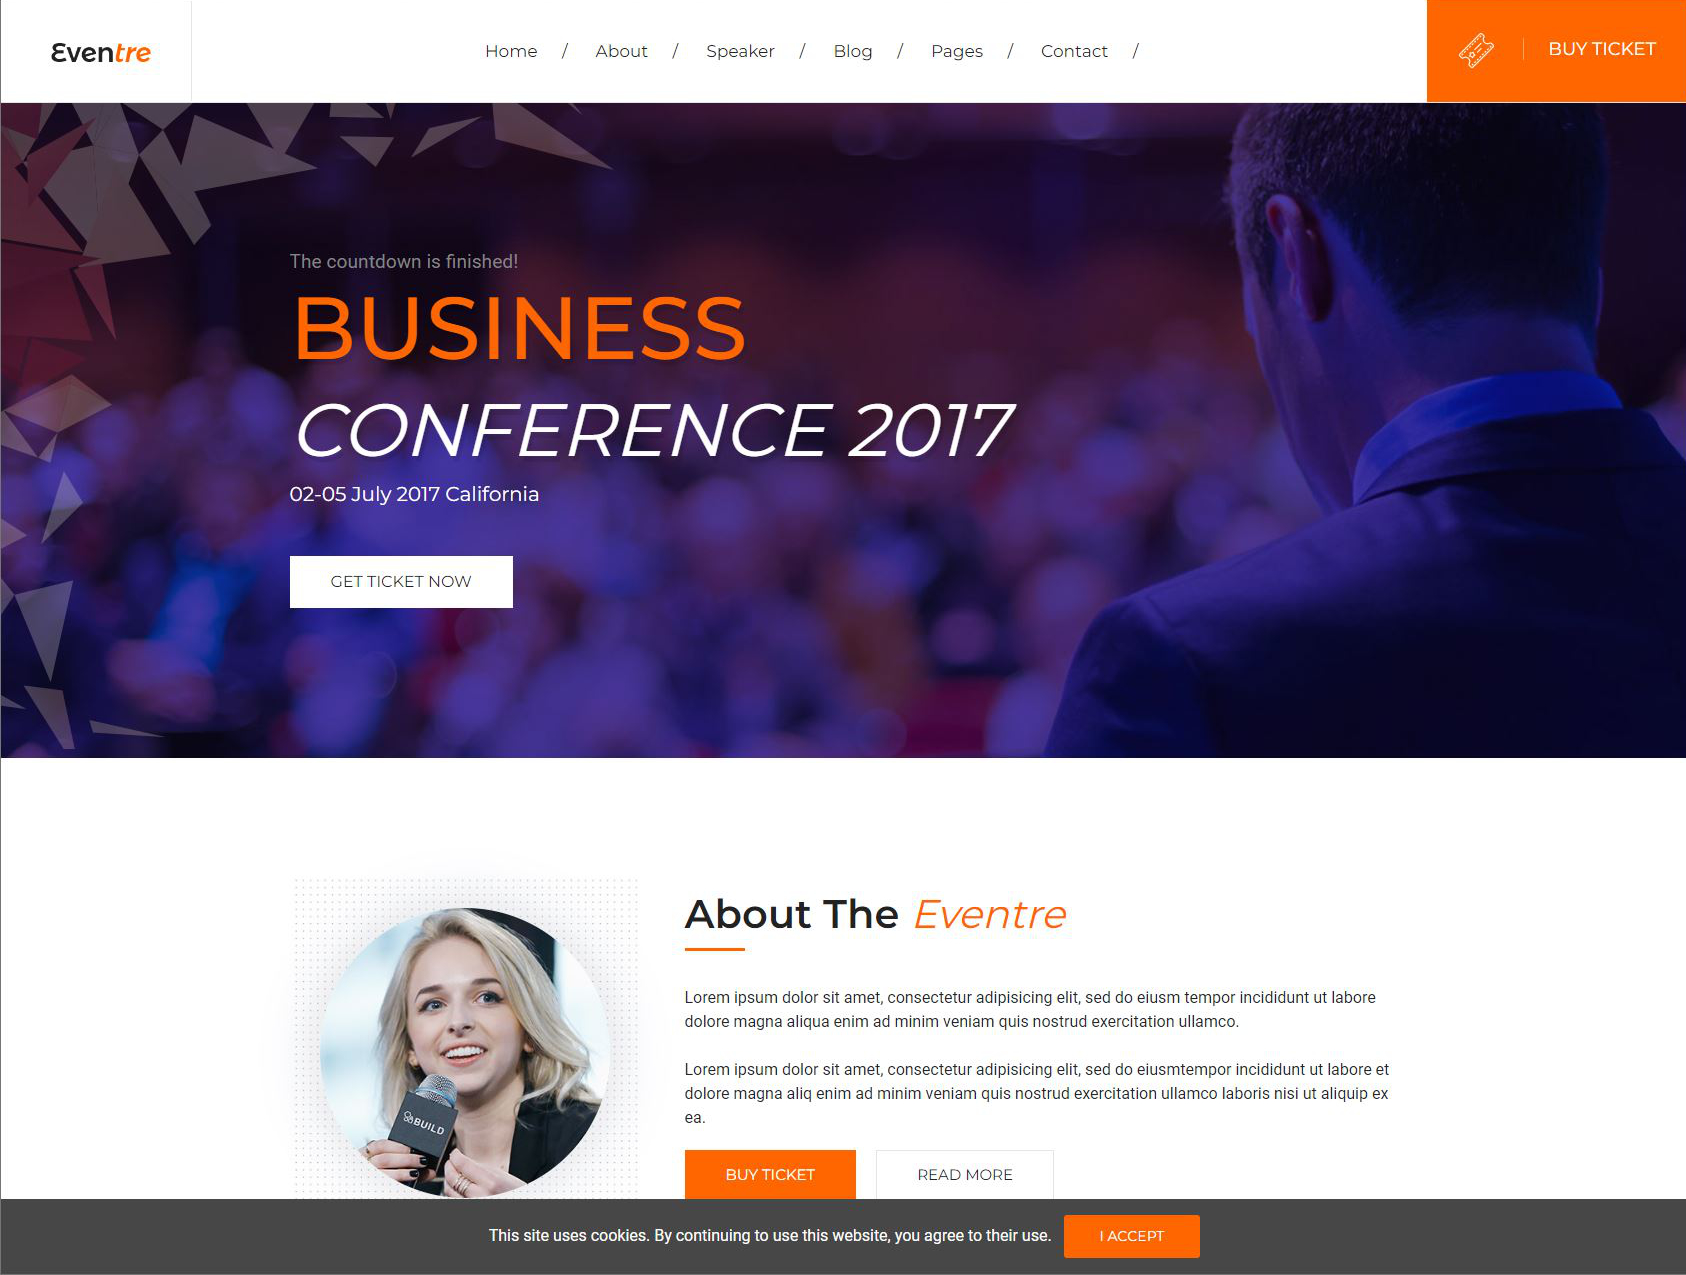 Eventre
Home / About / Speaker / Blog / Pages / Contact /
BUY TICKET
The countdown is finished!
BUSINESS
CONFERENCE 2017
02-05 July 2017 California
GET TICKET NOW
About The Eventre
Lorem ipsum dolor sit amet, consectetur adipisicing elit, sed do eiusm tempor incididunt ut labore
dolore magna aliqua enim ad minim veniam quis nostrud exercitation ullamco.
Lorem ipsum dolor sit amet, consectetur adipisicing elit, sed do eiusmtempor incididunt ut labore et
dolore magna aliq enim ad minim veniam quis nostrud exercitation ullamco laboris nisi ut aliquip ex
ea.
BUILD
BUY TICKET
READ MORE
This site uses cookies. By continuing to use this website, you agree to their use.
I ACCEPT